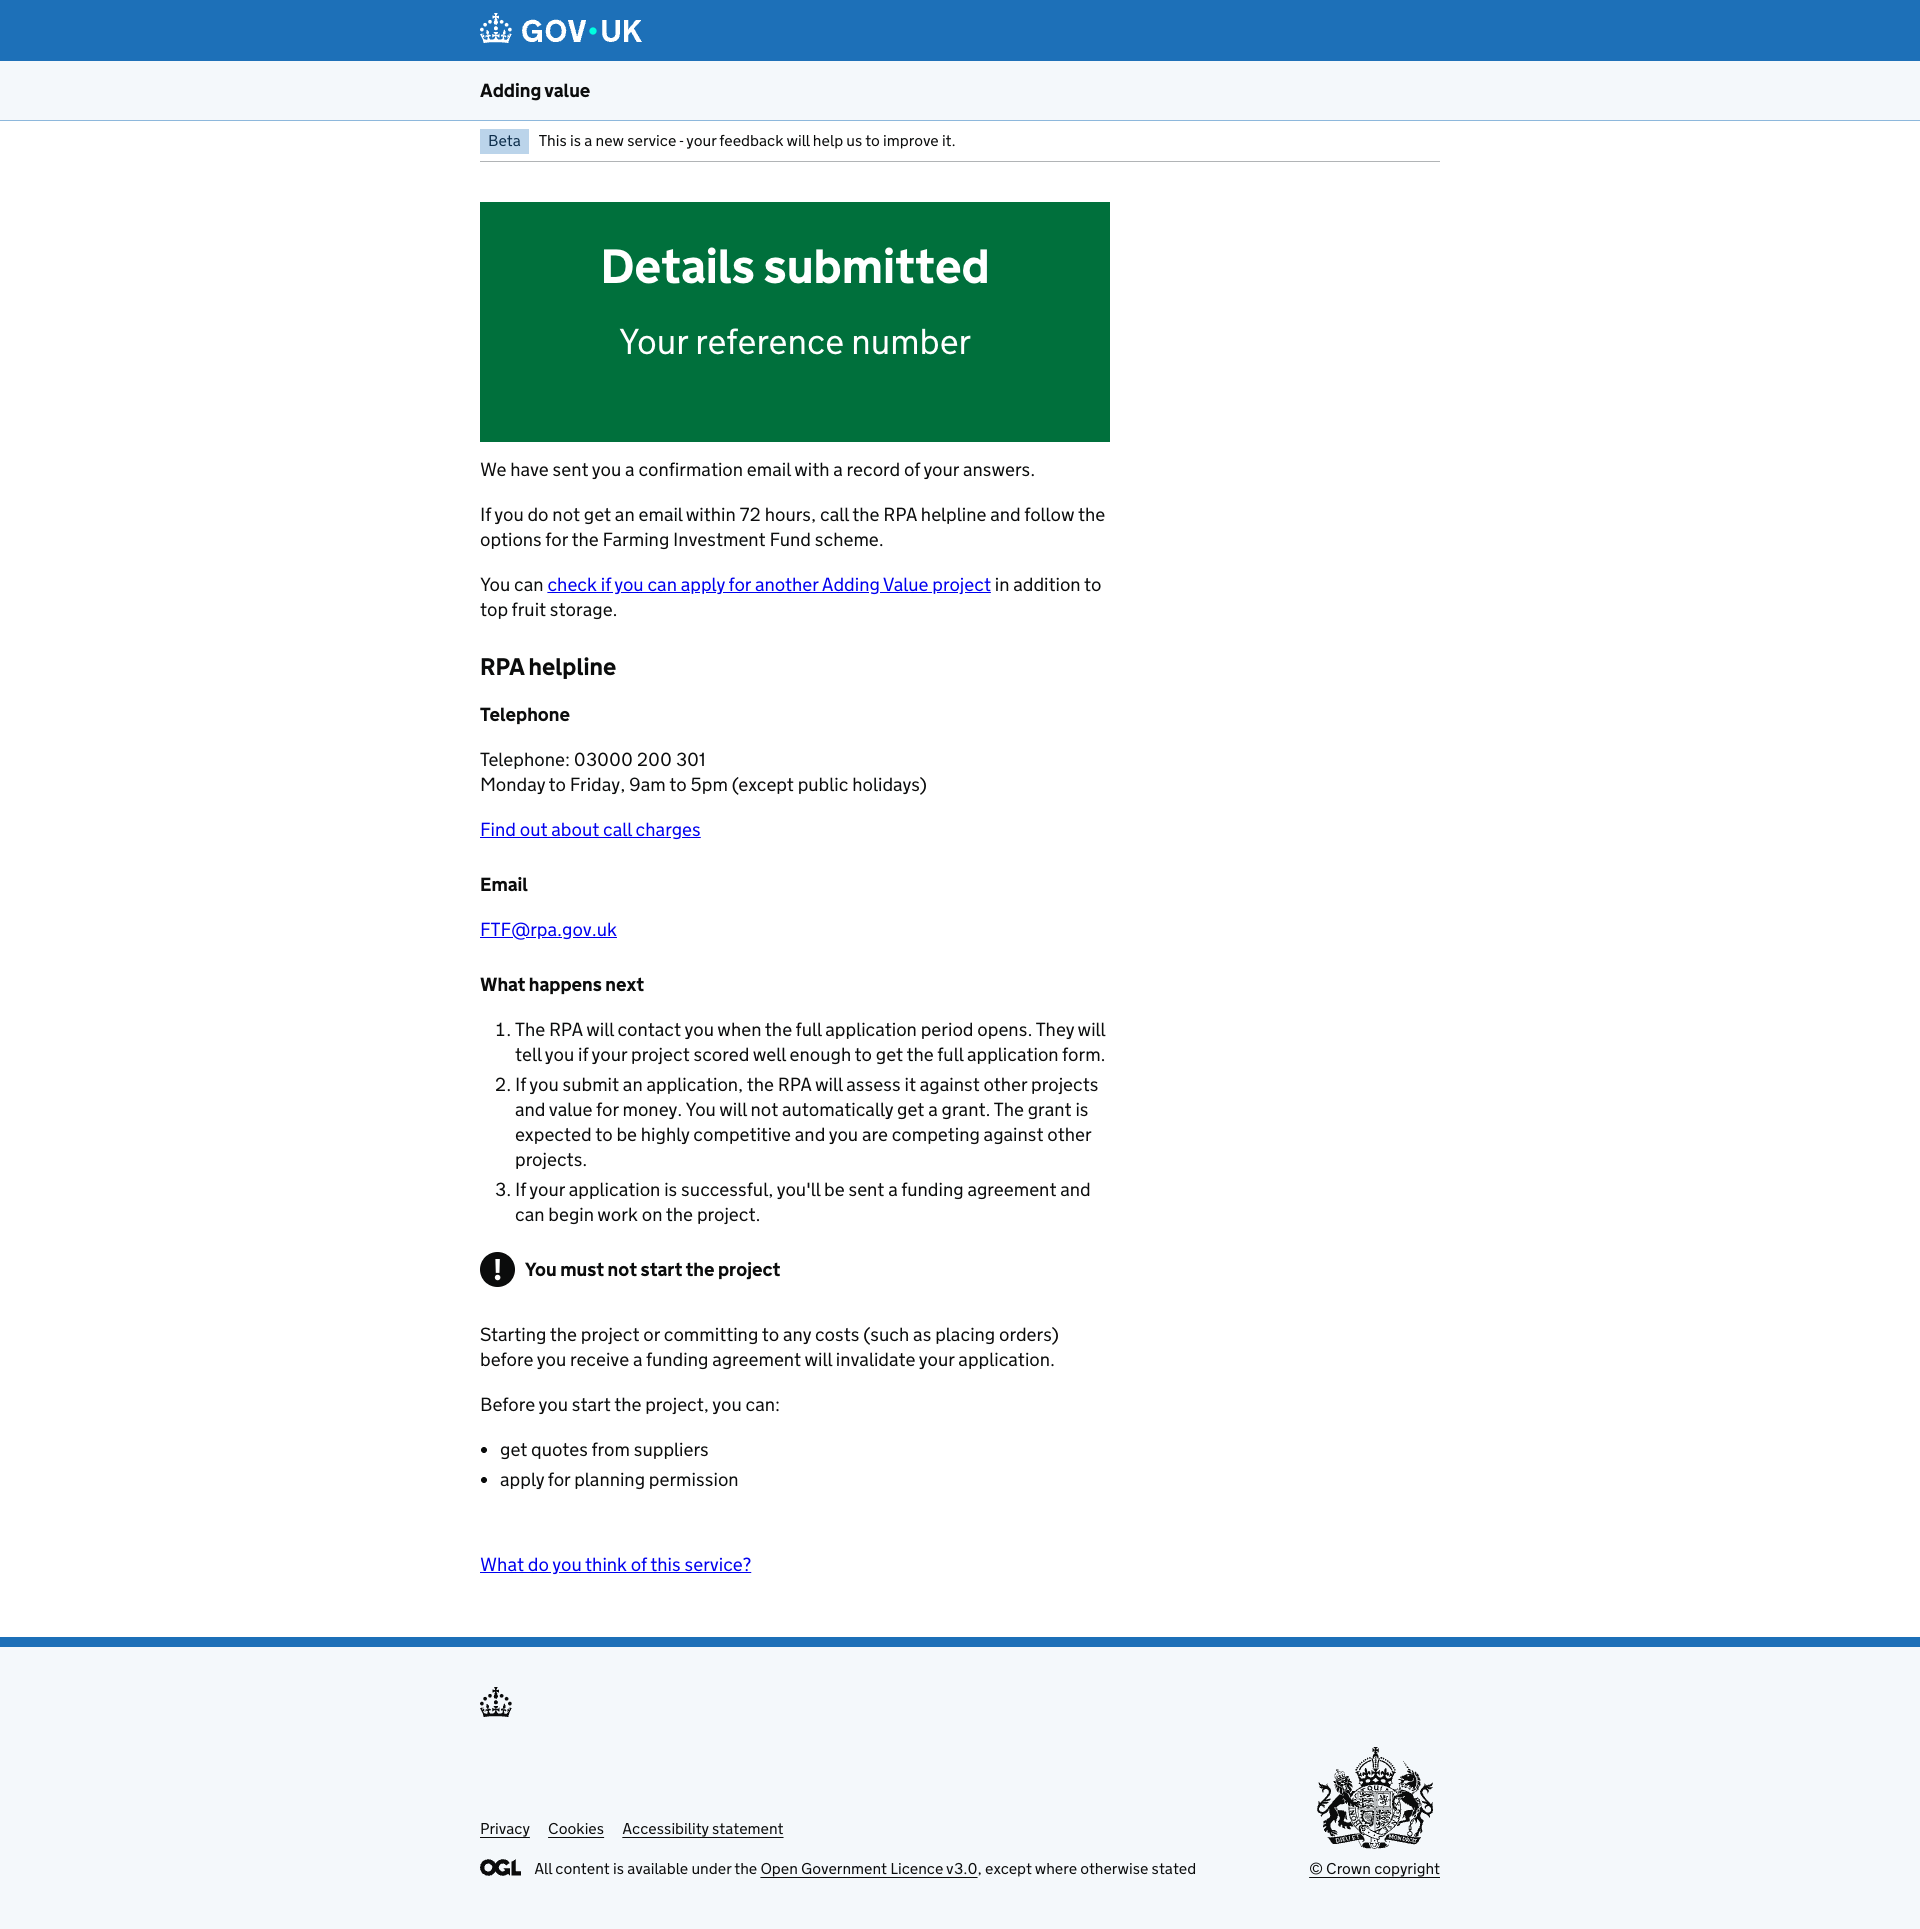 GOV·UK
Adding value
Beta This is a new service - your feedback will help us to improve it.
Details submitted
Your reference number
We have sent you a confirmation email with a record of your answers.
If you do not get an email within 72 hours, call the RPA helpline and follow the
options for the Farming Investment Fund scheme.
You can check if you can apply for another Adding Value project in addition to
top fruit storage.
RPA helpline
Telephone
Telephone: 03000 200 301
Monday to Friday, 9am to 5pm (except public holidays)
Find out about call charges
Email
FTF@rpa.gov.uk
What happens next
1. The RPA will contact you when the full application period opens. They will
tell you if your project scored well enough to get the full application form.
2. If you submit an application, the RPA will assess it against other projects
and value for money. You will not automatically get a grant. The grant is
expected to be highly competitive and you are competing against other
projects.
3. If your application is successful, you'll be sent a funding agreement and
can begin work on the project.
! You must not start the project
Starting the project or committing to any costs (such as placing orders)
before you receive a funding agreement will invalidate your application.
Before you start the project, you can:
• get quotes from suppliers
• apply for planning permission
What do you think of this service?
Privacy Cookies Accessibility statement
OGL All content is available under the Open Government Licence v3.0, except where otherwise stated
© Crown copyright